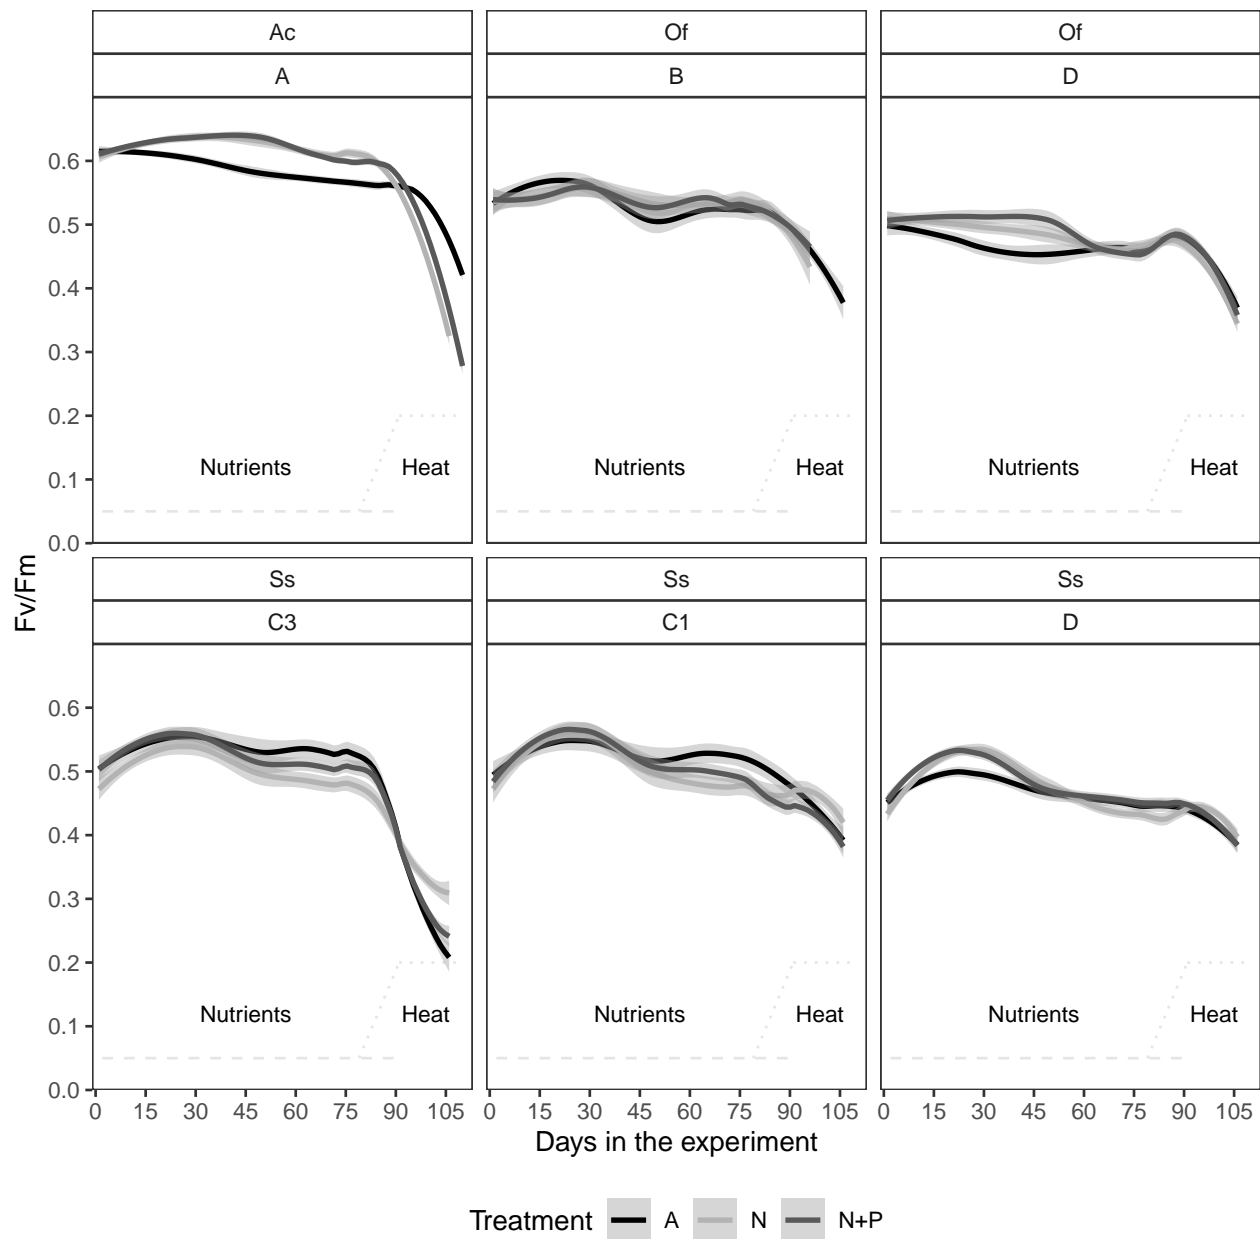 Ac
Of
Of
A
B
D
0.6
0.5
0.4
0.3
0.2
0.1
0.0
Nutrients
Heat
Nutrients
Heat
Nutrients
Heat
Fv/Fm
Ss
Ss
Ss
C3
C1
D
0.6
0.5
0.4
0.3
0.2
0.1
0.0
Nutrients
Heat
Nutrients
Heat
Nutrients
Heat
0 15 30 45 60 75 90 105
0 15 30 45 60 75 90 105
0 15 30 45 60 75 90 105
Days in the experiment
Treatment A N N+P